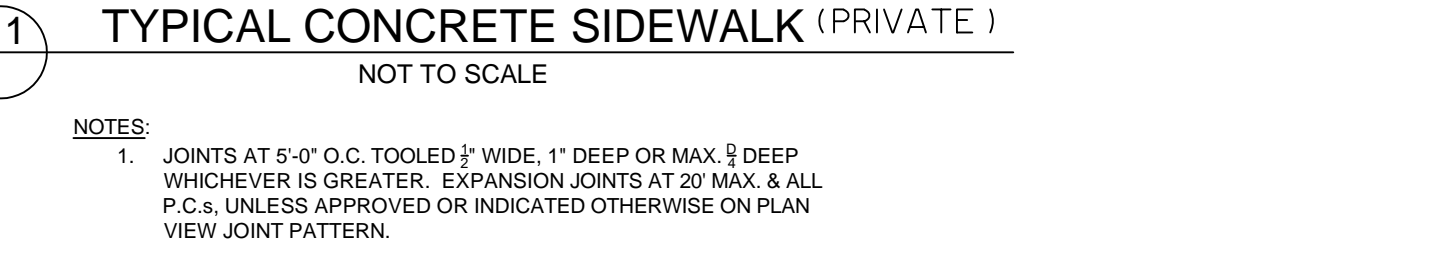 1 TYPICAL CONCRETE SIDEWALK (PRIVATE)
NOT TO SCALE
NOTES:
1. JOINTS AT 5'-0" O.C. TOOLED ½" WIDE, 1" DEEP OR MAX. D/4 DEEP
WHICHEVER IS GREATER. EXPANSION JOINTS AT 20' MAX. & ALL
P.C.s, UNLESS APPROVED OR INDICATED OTHERWISE ON PLAN
VIEW JOINT PATTERN.